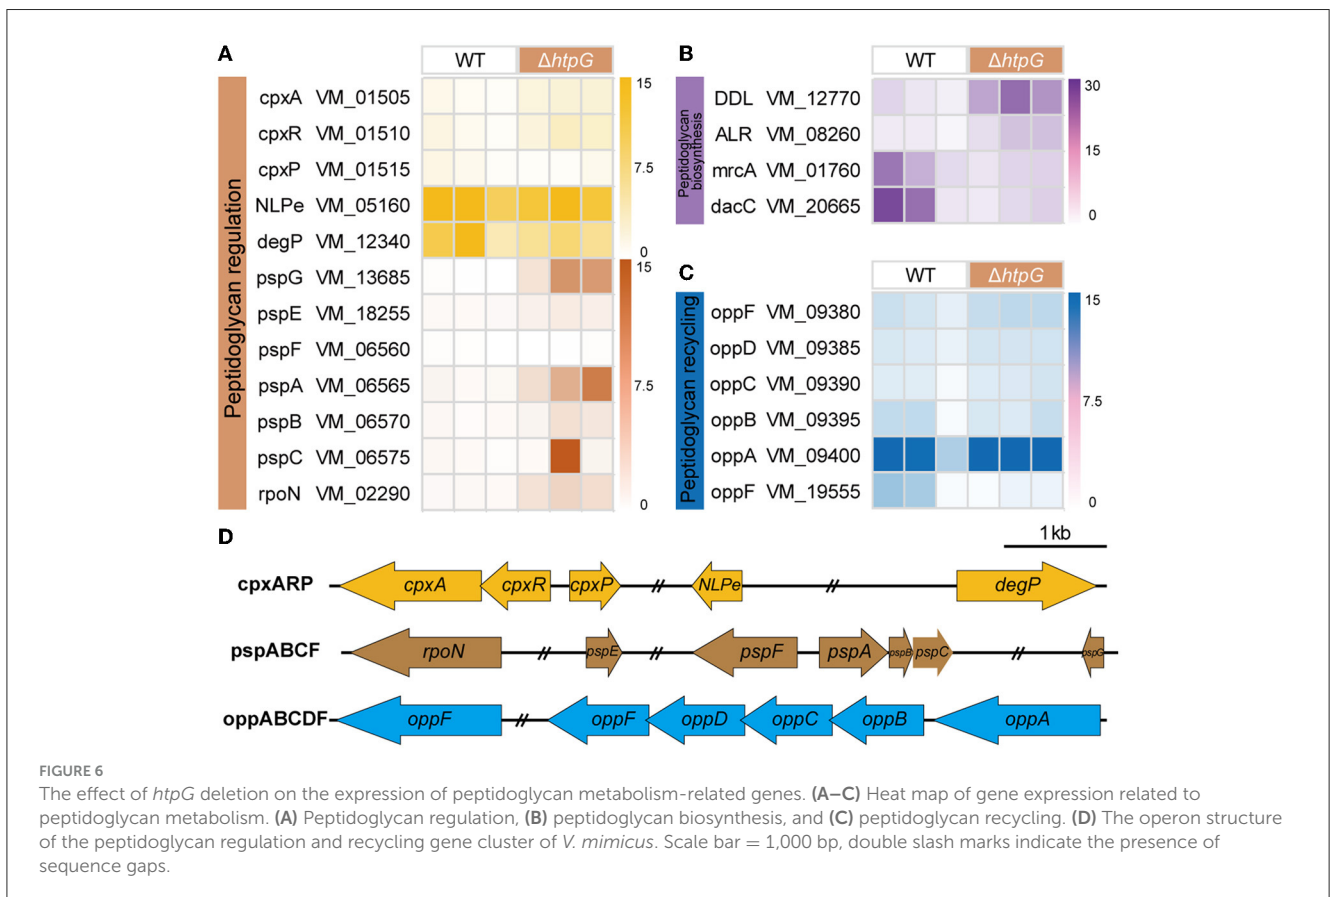 A
WT ΔhtpG
Peptidoglycan regulation
cpxA VM_01505
cpxR VM_01510
cpxP VM_01515
NLPe VM_05160
degP VM_12340
pspG VM_13685
pspE VM_18255
pspF VM_06560
pspA VM_06565
pspB VM_06570
pspC VM_06575
rpoN VM_02290
15
7.5
0
15
7.5
0
B
WT ΔhtpG
Peptidoglycan
biosynthesis
DDL VM_12770
ALR VM_08260
mrcA VM_01760
dacC VM_20665
30
15
0
C
WT ΔhtpG
Peptidoglycan recycling
oppF VM_09380
oppD VM_09385
oppC VM_09390
oppB VM_09395
oppA VM_09400
oppF VM_19555
15
7.5
0
D
1 kb
cpxARP cpxA cpxR cpxP // NLPe // degP
pspABCF rpoN // pspE // pspF pspA pspB pspC // pspG
oppABCDF oppF // oppF oppD oppC oppB oppA
FIGURE 6
The effect of htpG deletion on the expression of peptidoglycan metabolism-related genes. (A–C) Heat map of gene expression related to
peptidoglycan metabolism. (A) Peptidoglycan regulation, (B) peptidoglycan biosynthesis, and (C) peptidoglycan recycling. (D) The operon structure
of the peptidoglycan regulation and recycling gene cluster of V. mimicus. Scale bar = 1,000 bp, double slash marks indicate the presence of
sequence gaps.